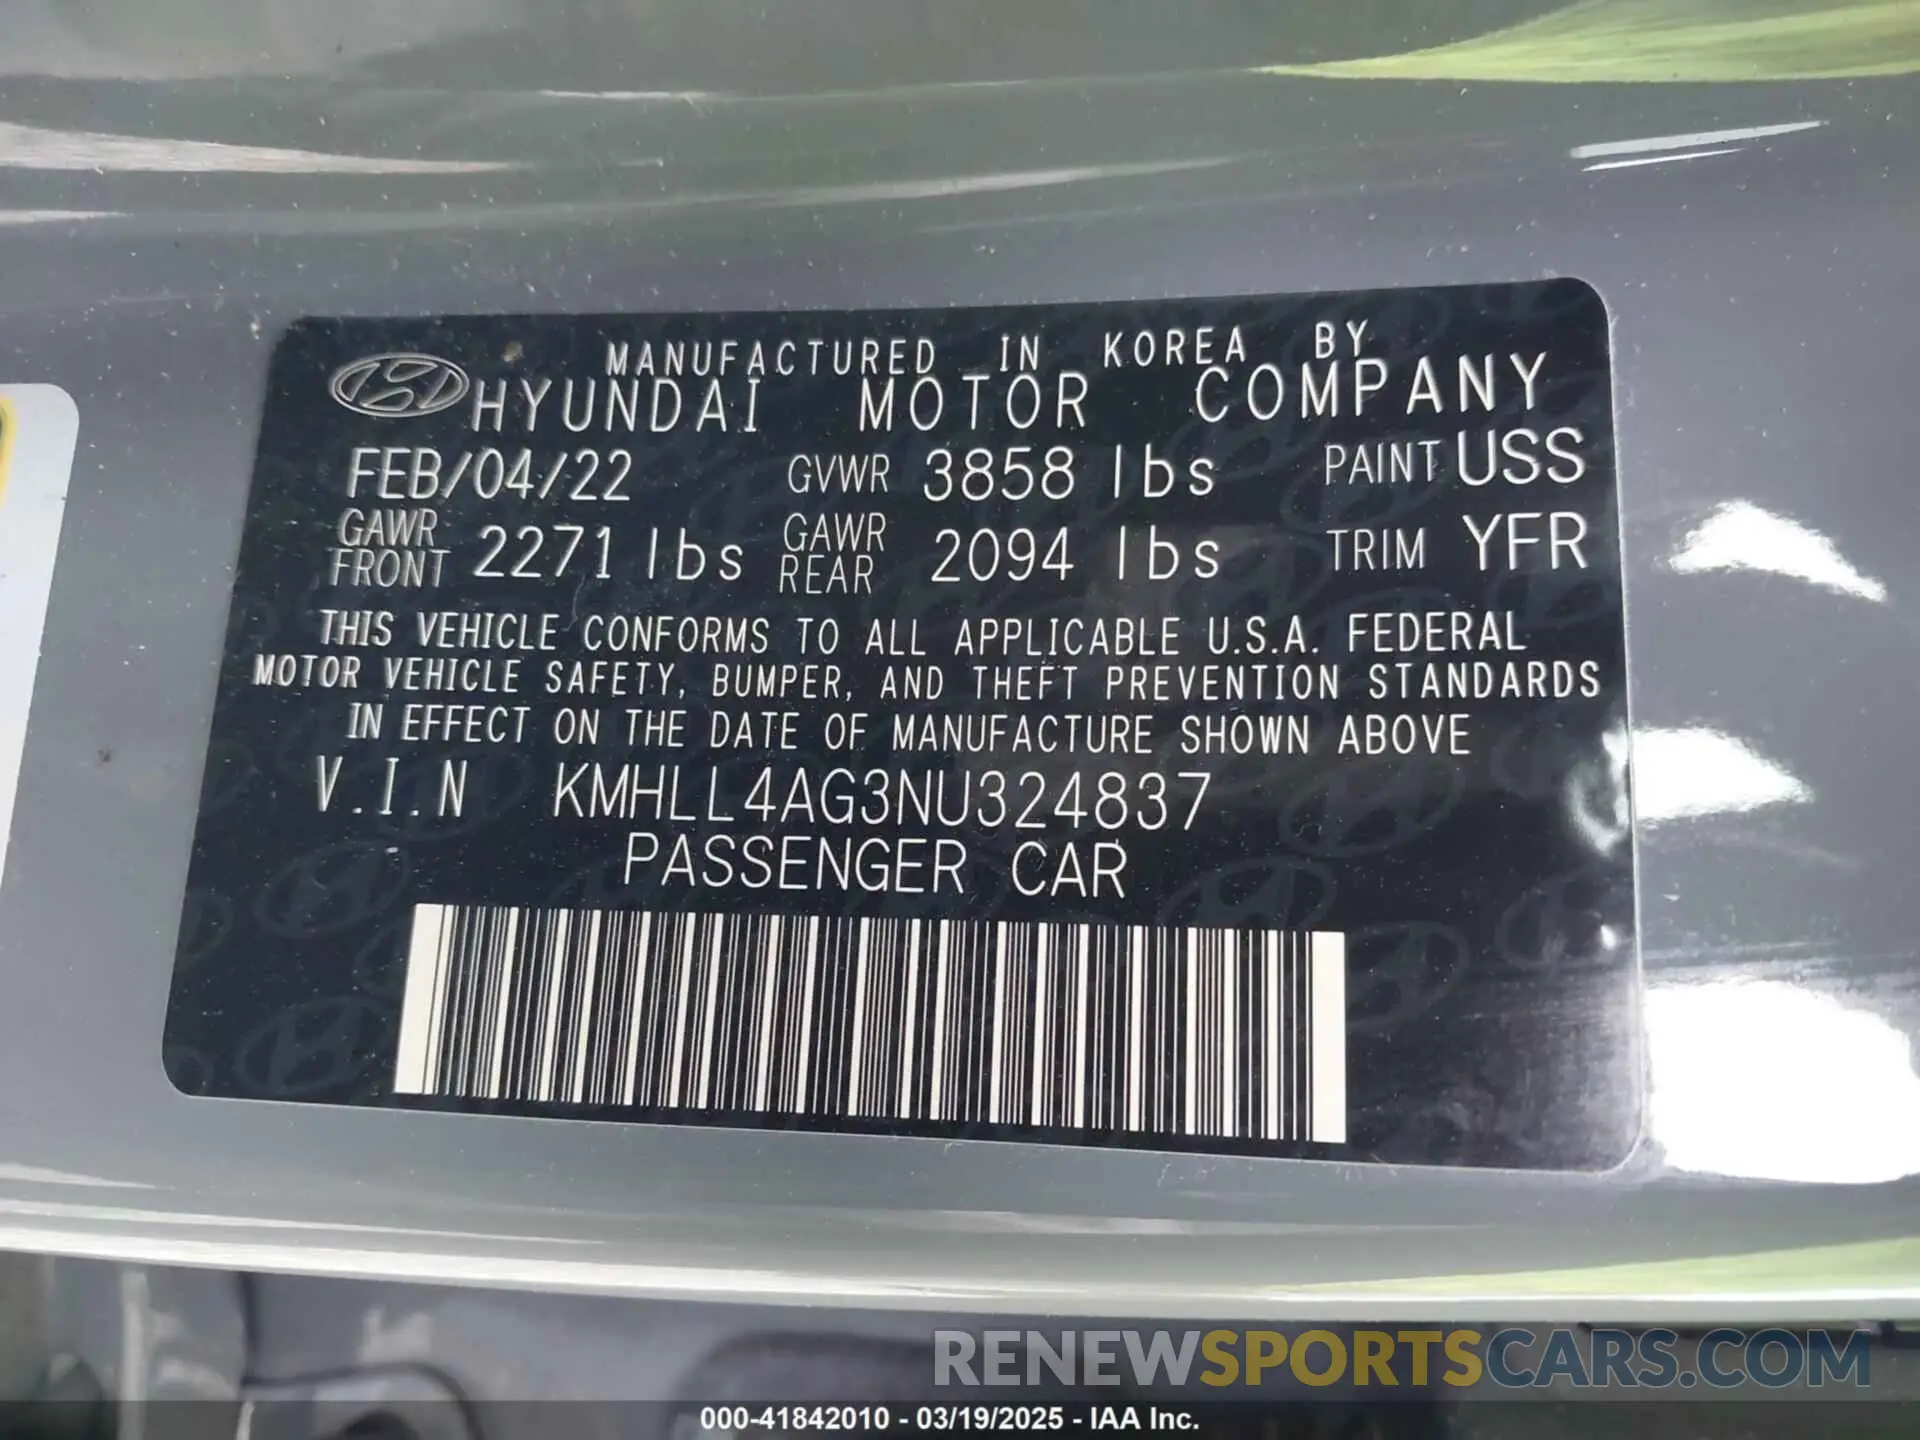 MANUFACTURED IN KOREA BY
HYUNDAI MOTOR COMPANY
FEB/04/22 GVWR 3858 lbs PAINT USS
GAWR FRONT 2271 lbs GAWR REAR 2094 lbs TRIM YFR
THIS VEHICLE CONFORMS TO ALL APPLICABLE U.S.A. FEDERAL
MOTOR VEHICLE SAFETY, BUMPER, AND THEFT PREVENTION STANDARDS
IN EFFECT ON THE DATE OF MANUFACTURE SHOWN ABOVE
V.I.N KMHLL4AG3NU324837
PASSENGER CAR
RENEWSPORTSCARS.COM
000-41842010 - 03/19/2025 - IAA Inc.